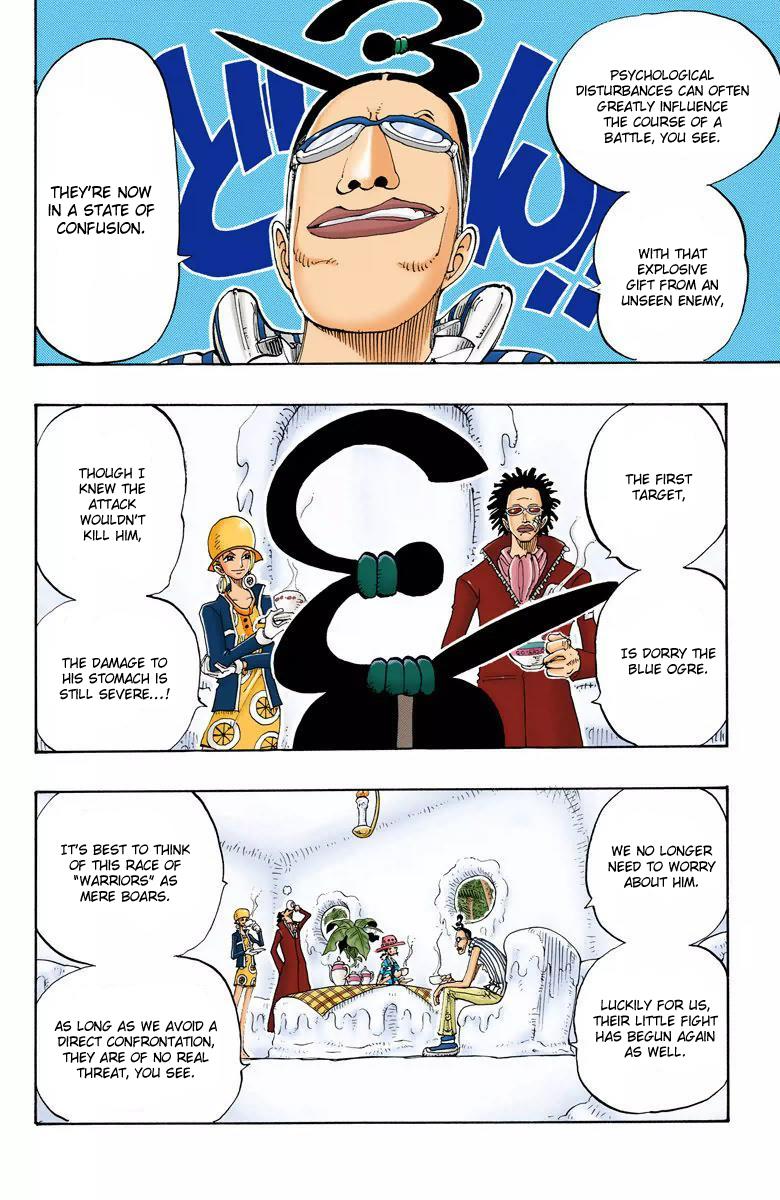 PSYCHOLOGICAL
DISTURBANCES CAN OFTEN
GREATLY INFLUENCE
THE COURSE OF A
BATTLE, YOU SEE.
WITH THAT
EXPLOSIVE
GIFT FROM AN
UNSEEN ENEMY,
どどーん!!
THEY'RE NOW
IN A STATE OF
CONFUSION.
THE FIRST
TARGET,
IS DORRY THE
BLUE OGRE.
THOUGH I
KNEW THE
ATTACK
WOULDN'T
KILL HIM,
THE DAMAGE TO
HIS STOMACH IS
STILL SEVERE...!
WE NO LONGER
NEED TO WORRY
ABOUT HIM.
LUCKILY FOR US,
THEIR LITTLE FIGHT
HAS BEGUN AGAIN
AS WELL.
IT'S BEST TO THINK
OF THIS RACE OF
"WARRIORS" AS
MERE BOARS.
AS LONG AS WE AVOID A
DIRECT CONFRONTATION,
THEY ARE OF NO REAL
THREAT, YOU SEE.